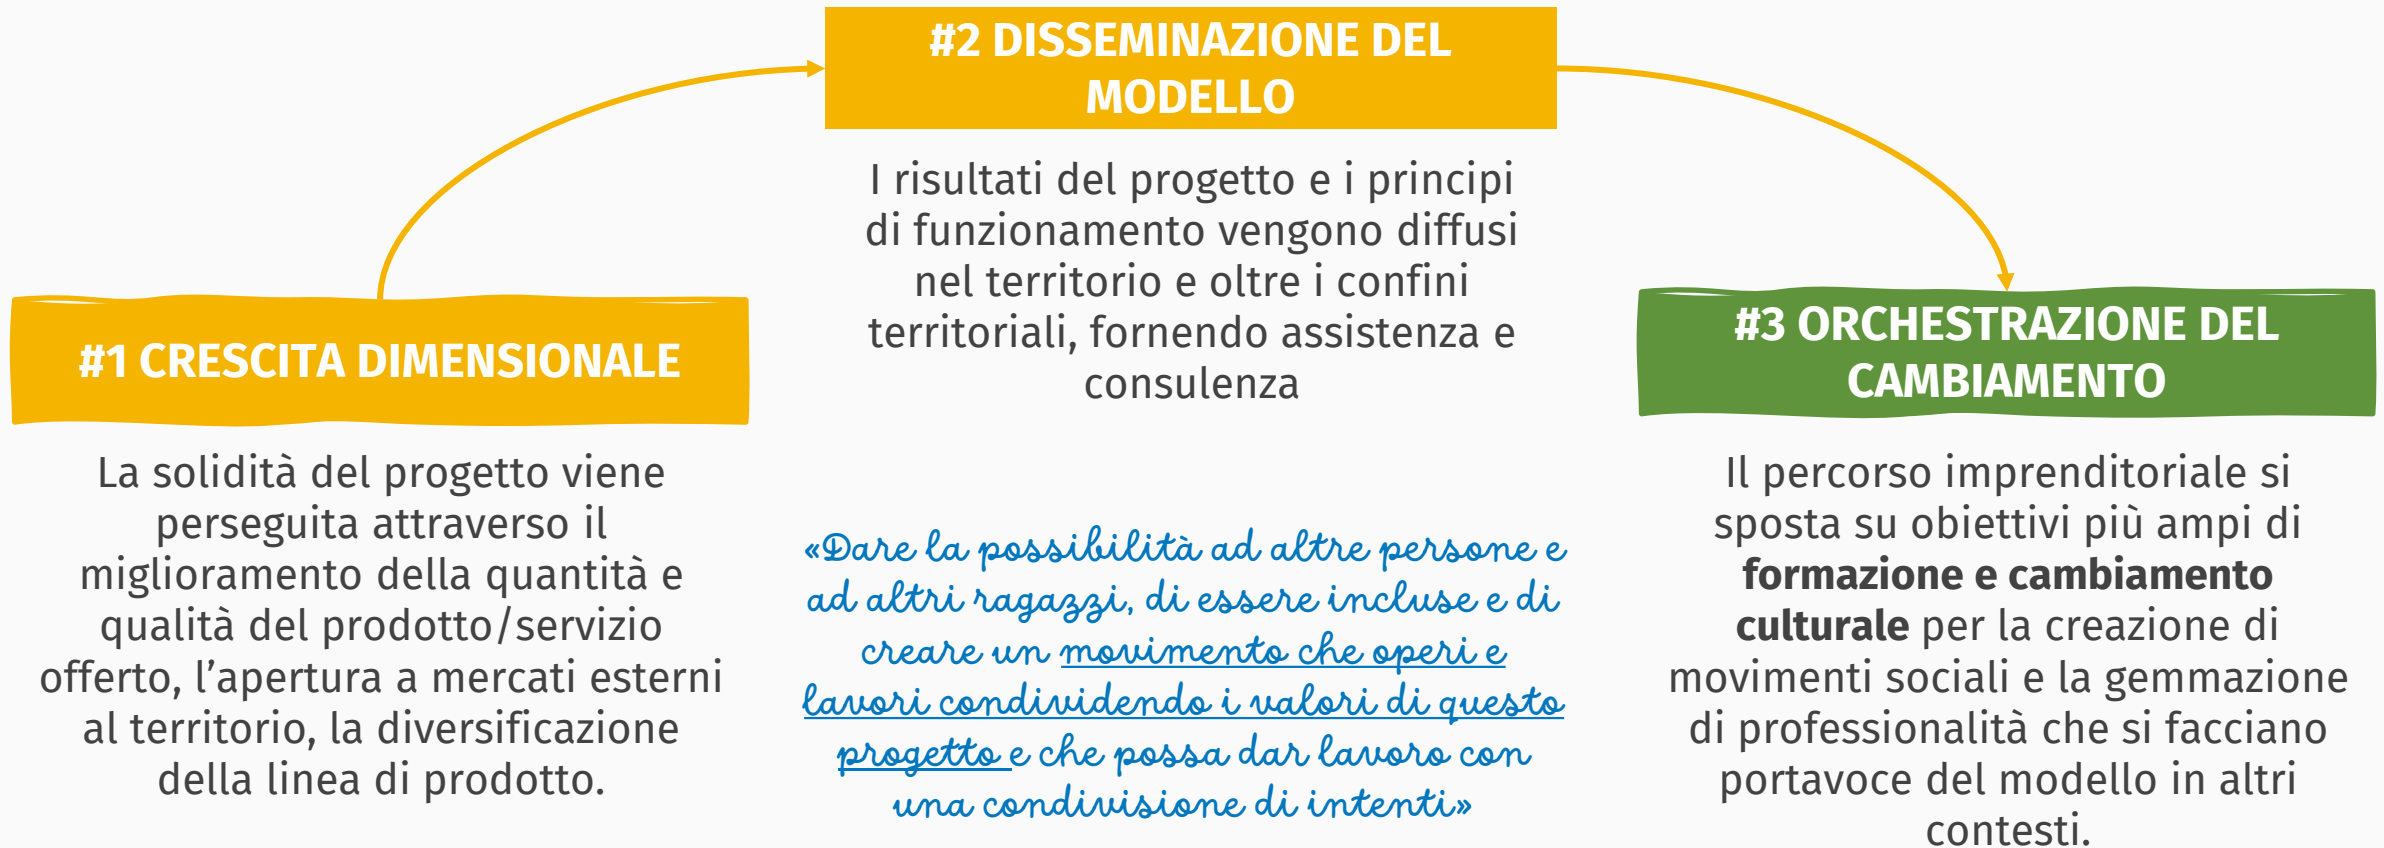 #1 CRESCITA DIMENSIONALE
La solidità del progetto viene
perseguita attraverso il
miglioramento della quantità e
qualità del prodotto/servizio
offerto, l’apertura a mercati esterni
al territorio, la diversificazione
della linea di prodotto.
#2 DISSEMINAZIONE DEL
MODELLO
I risultati del progetto e i principi
di funzionamento vengono diffusi
nel territorio e oltre i confini
territoriali, fornendo assistenza e
consulenza
«Dare la possibilità ad altre persone e
ad altri ragazzi, di essere incluse e di
creare un movimento che operi e
lavori condividendo i valori di questo
progetto e che possa dar lavoro con
una condivisione di intenti»
#3 ORCHESTRAZIONE DEL
CAMBIAMENTO
Il percorso imprenditoriale si
sposta su obiettivi più ampi di
formazione e cambiamento
culturale per la creazione di
movimenti sociali e la gemmazione
di professionalità che si facciano
portavoce del modello in altri
contesti.